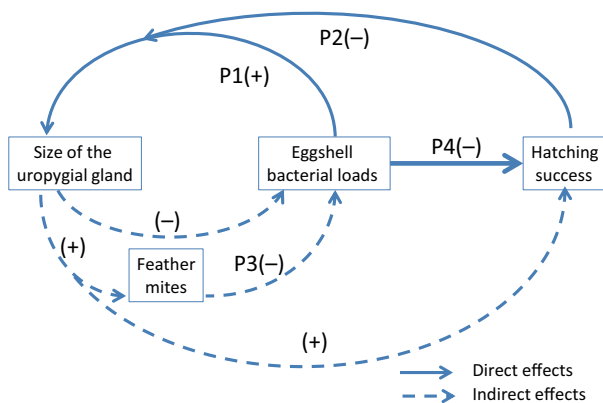 P2(–)
P1(+)
Size of the
uropygial gland
Eggshell
bacterial loads
P4(–)
Hatching
success
(–)
(+)
Feather
mites
P3(–)
(+)
Direct effects
Indirect effects